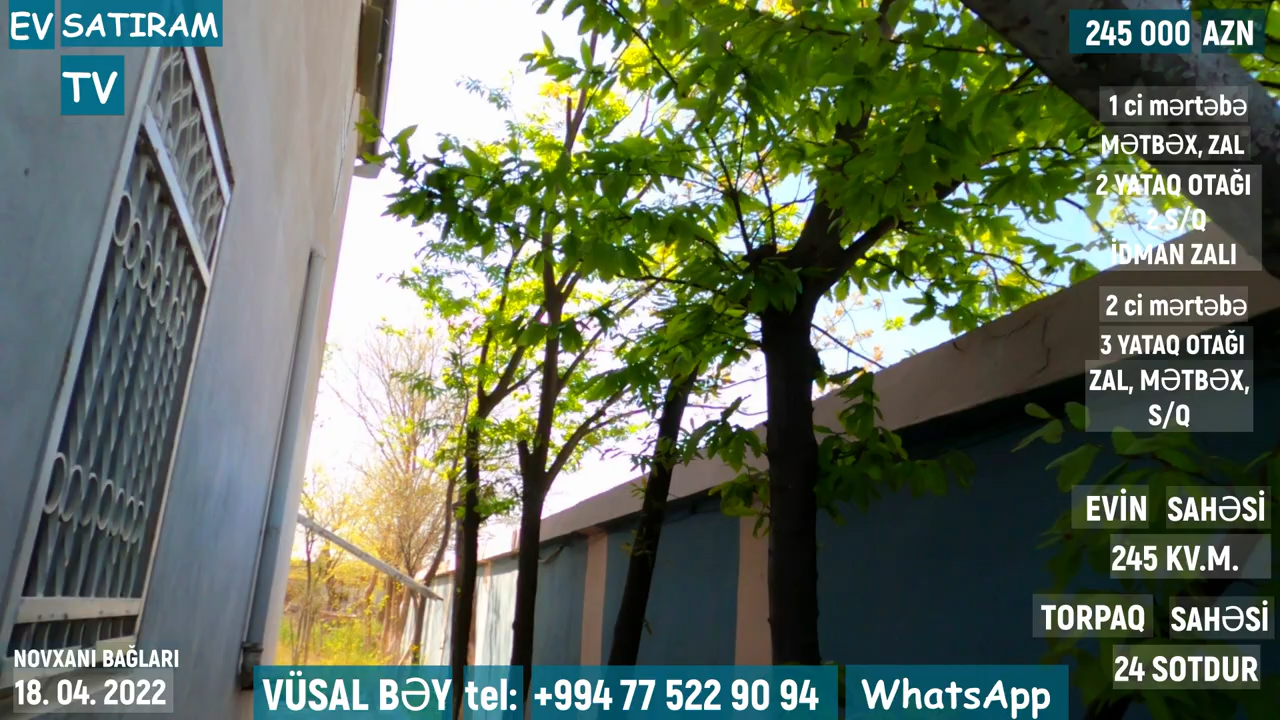 EV SATIRAM
TV
245 000 AZN
1 ci mərtəbə
MƏTBƏX, ZAL
2 YATAQ OTAĞI
2 S/Q
İDMAN ZALI
2 ci mərtəbə
3 YATAQ OTAĞI
ZAL, MƏTBƏX,
S/Q
EVİN SAHƏSİ
245 KV.M.
TORPAQ SAHƏSİ
24 SOTDUR
NOVXANI BAĞLARI
18. 04. 2022
VÜSAL BƏY tel: +994 77 522 90 94 WhatsApp